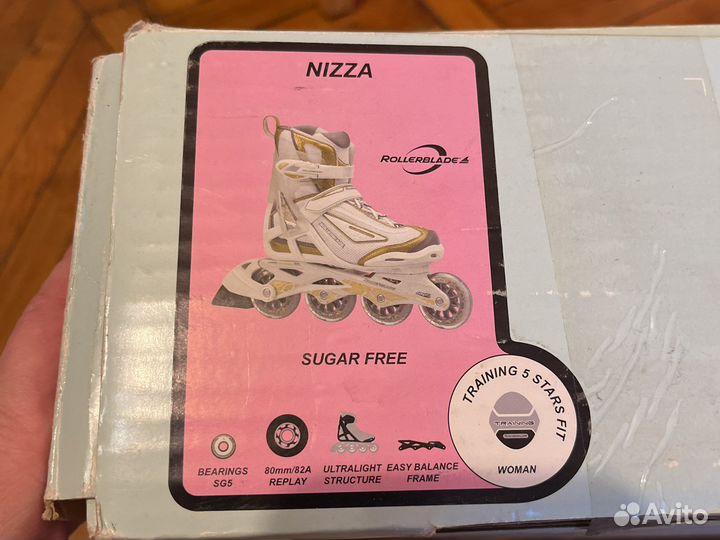 NIZZA
ROLLERBLADE
SUGAR FREE
TRAINING 5 STARS FIT
TRAINING
WOMAN
BEARINGS
SG5
80mm/82A
REPLAY
ULTRALIGHT
STRUCTURE
EASY BALANCE
FRAME
Avito